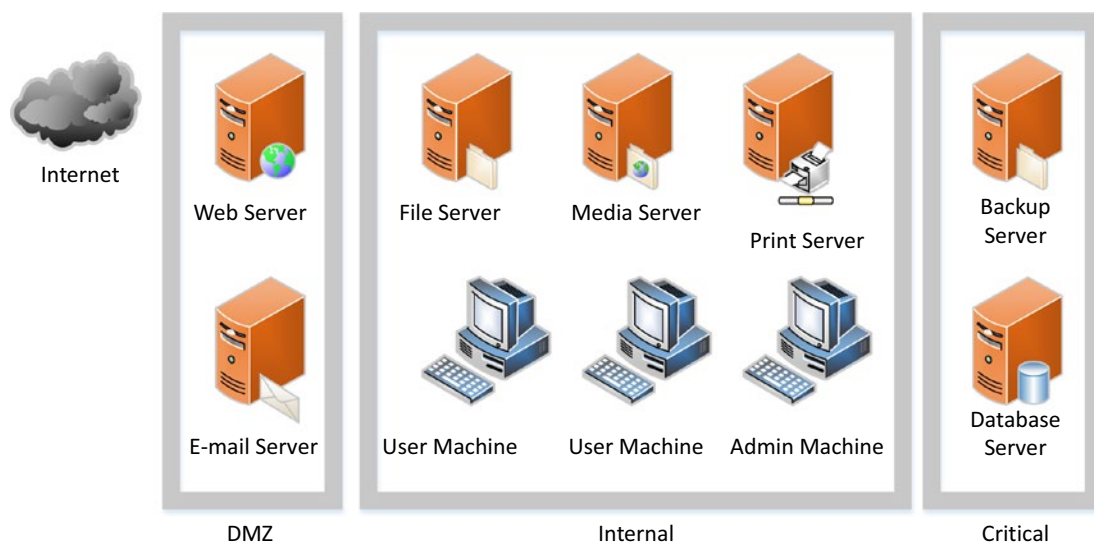 Internet
Web Server
File Server
Media Server
Print Server
Backup
Server
E-mail Server
User Machine
User Machine
Admin Machine
Database
Server
DMZ
Internal
Critical